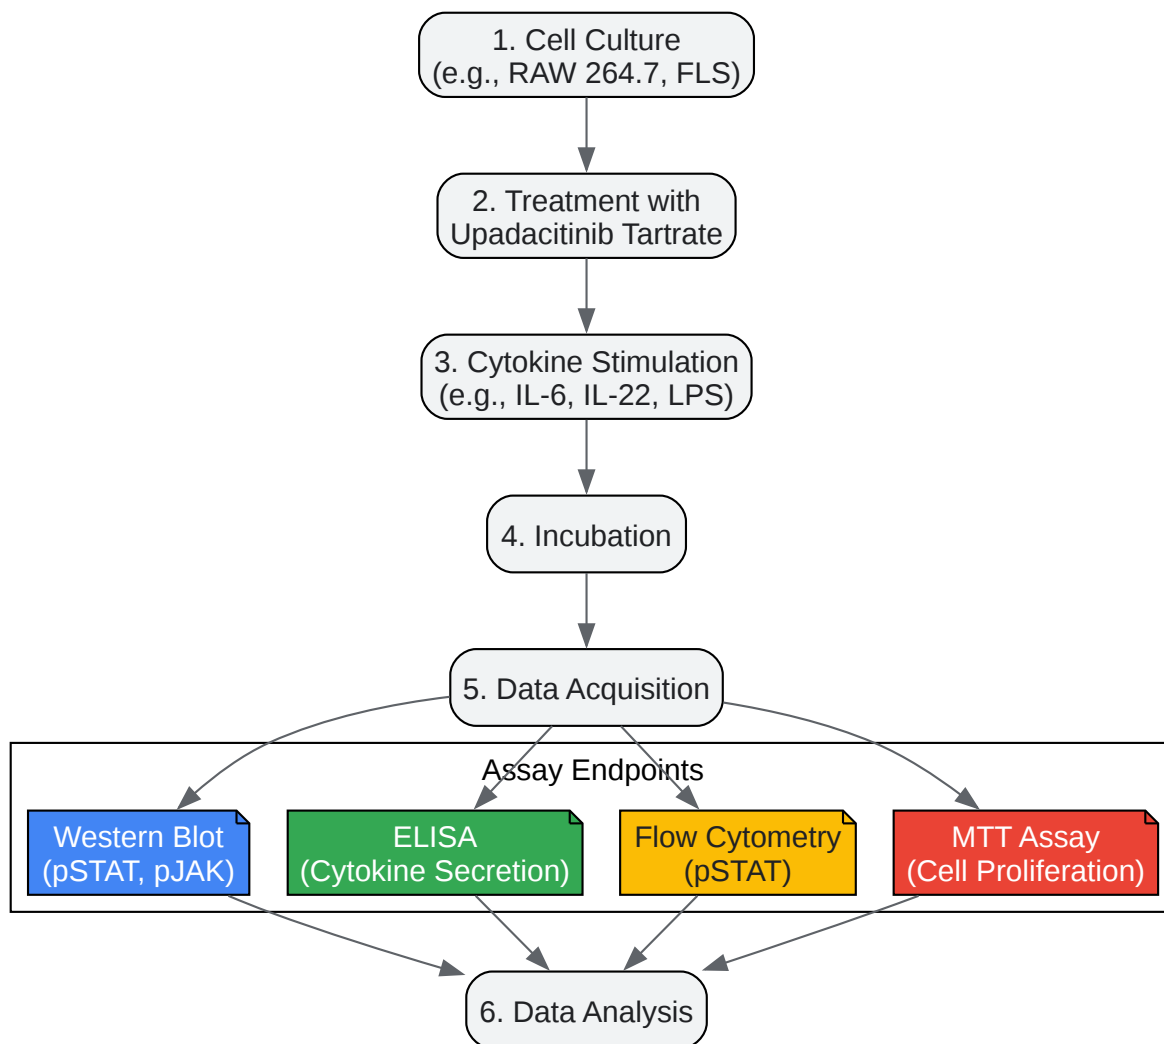 1. Cell Culture
(e.g., RAW 264.7, FLS)
2. Treatment with
Upadacitinib Tartrate
3. Cytokine Stimulation
(e.g., IL-6, IL-22, LPS)
4. Incubation
5. Data Acquisition
Assay Endpoints
Western Blot
(pSTAT, pJAK)
ELISA
(Cytokine Secretion)
Flow Cytometry
(pSTAT)
MTT Assay
(Cell Proliferation)
6. Data Analysis